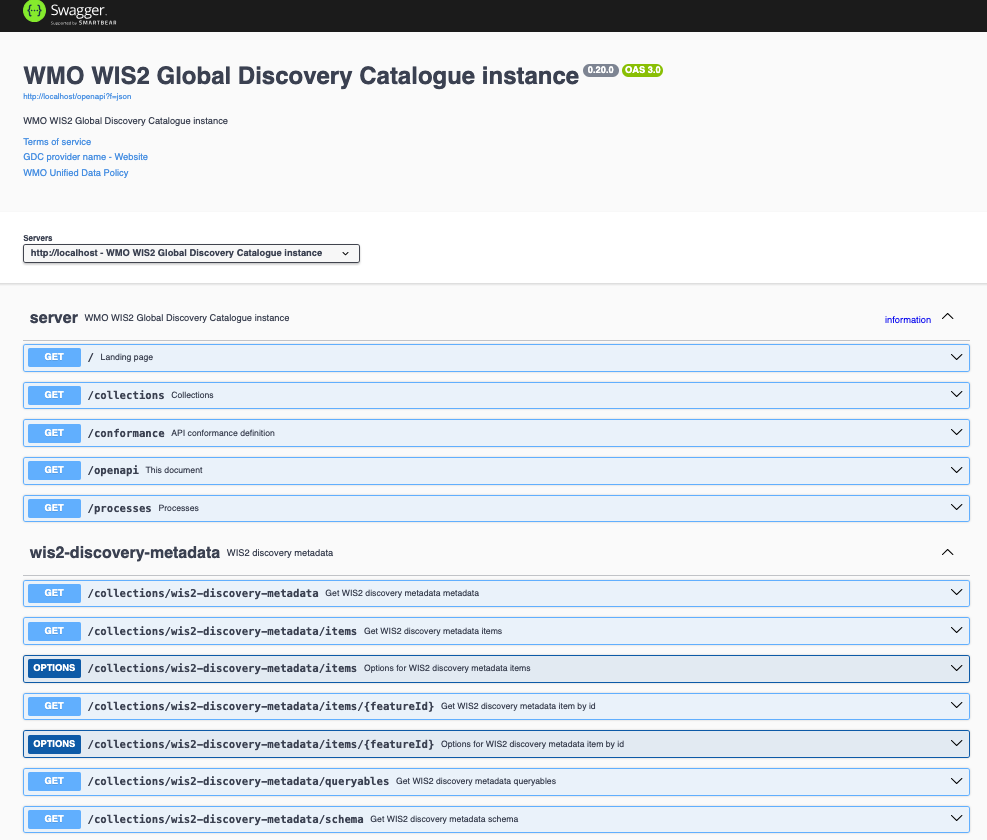 Swagger.
Supported by SMARTBEAR
WMO WIS2 Global Discovery Catalogue instance 0.20.0 OAS 3.0
http://localhost/openapi?f=json
WMO WIS2 Global Discovery Catalogue instance
Terms of service
GDC provider name - Website
WMO Unified Data Policy
Servers
http://localhost - WMO WIS2 Global Discovery Catalogue instance
server WMO WIS2 Global Discovery Catalogue instance information
GET / Landing page
GET /collections Collections
GET /conformance API conformance definition
GET /openapi This document
GET /processes Processes
wis2-discovery-metadata WIS2 discovery metadata
GET /collections/wis2-discovery-metadata Get WIS2 discovery metadata metadata
GET /collections/wis2-discovery-metadata/items Get WIS2 discovery metadata items
OPTIONS /collections/wis2-discovery-metadata/items Options for WIS2 discovery metadata items
GET /collections/wis2-discovery-metadata/items/{featureId} Get WIS2 discovery metadata item by id
OPTIONS /collections/wis2-discovery-metadata/items/{featureId} Options for WIS2 discovery metadata item by id
GET /collections/wis2-discovery-metadata/queryables Get WIS2 discovery metadata queryables
GET /collections/wis2-discovery-metadata/schema Get WIS2 discovery metadata schema